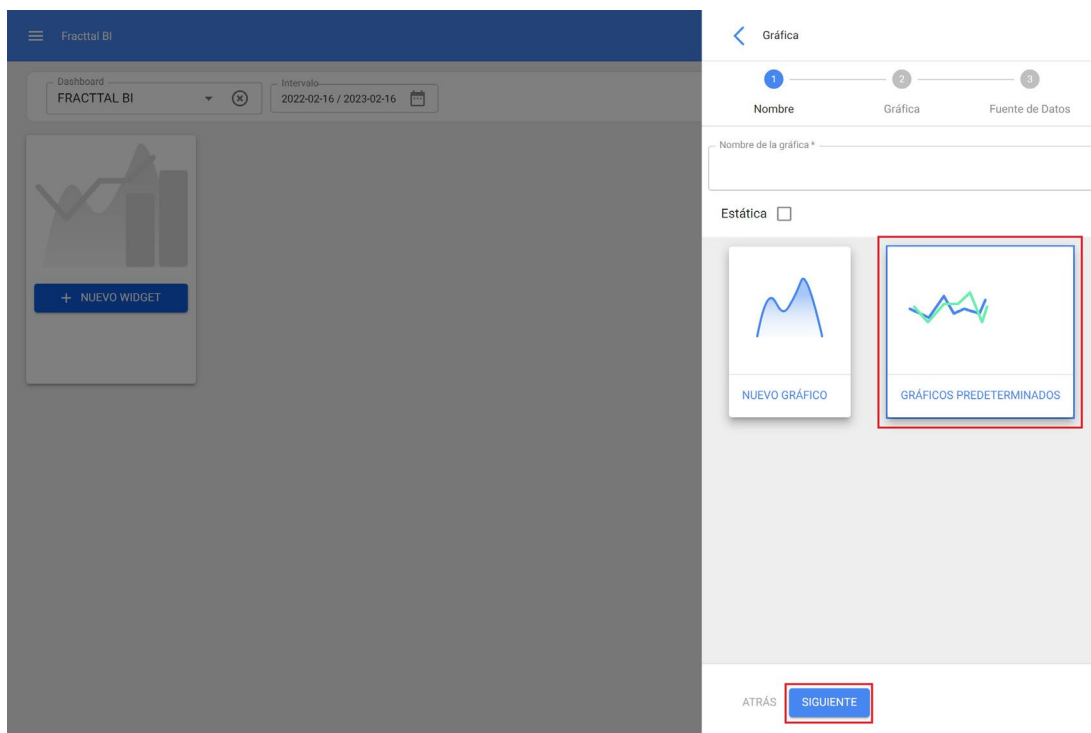 Fracttal BI
Dashboard
FRACTTAL BI
Intervalo
2022-02-16 / 2023-02-16
+ NUEVO WIDGET
Gráfica
1
2
3
Nombre
Gráfica
Fuente de Datos
Nombre de la gráfica *
Estática
NUEVO GRÁFICO
GRÁFICOS PREDETERMINADOS
ATRÁS
SIGUIENTE